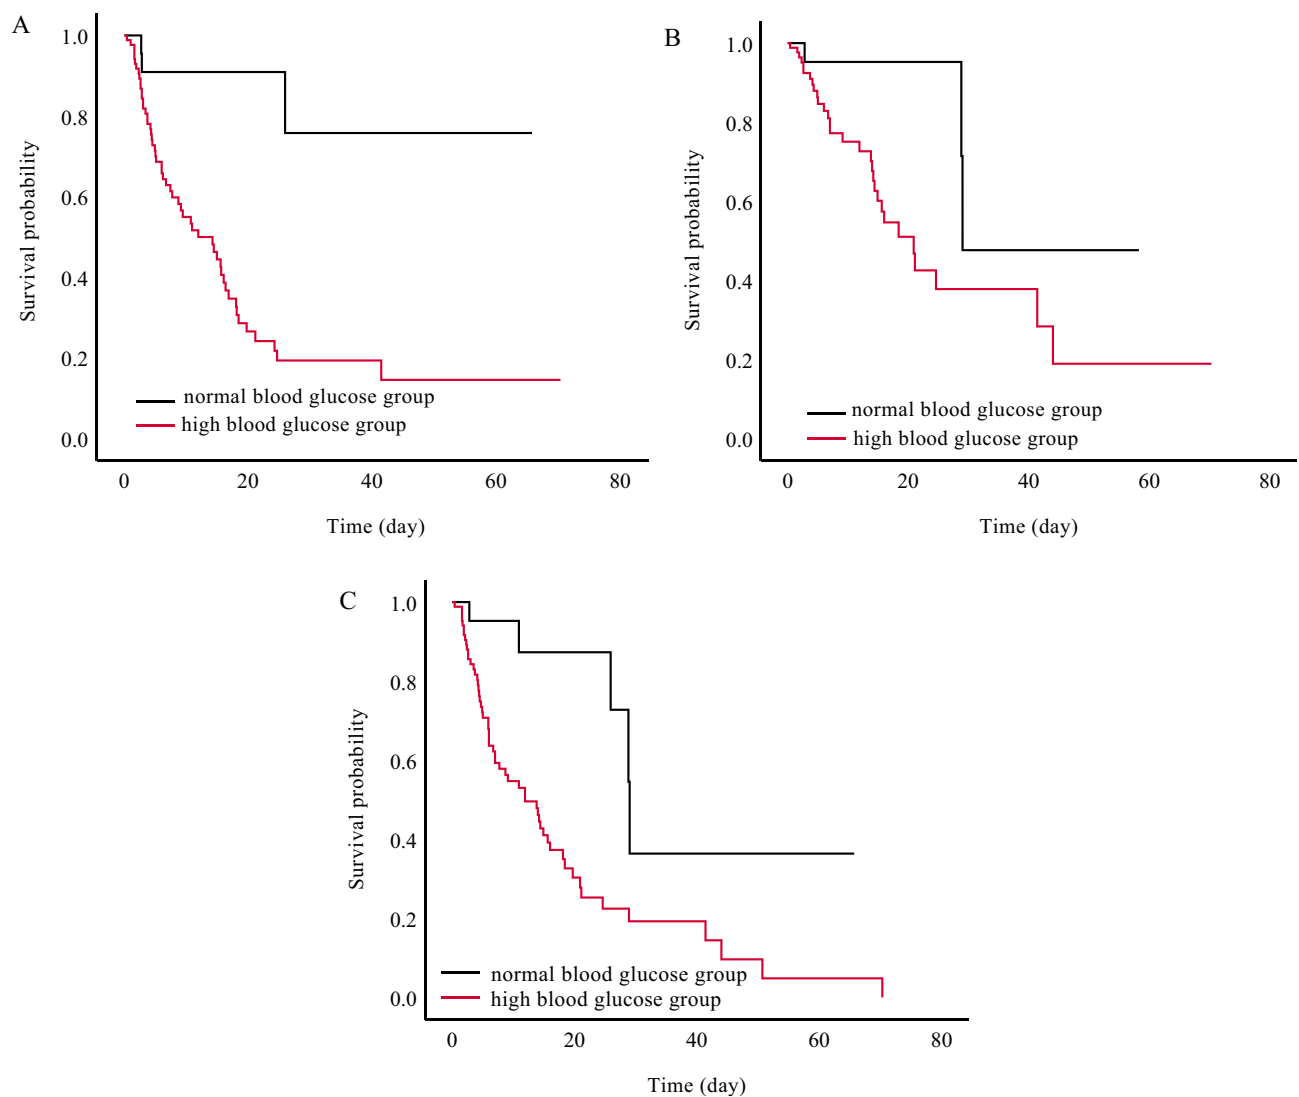 A
Survival probability
1.0
0.8
0.6
0.4
0.2
0.0
normal blood glucose group
high blood glucose group
0 20 40 60 80
Time (day)
B
Survival probability
1.0
0.8
0.6
0.4
0.2
0.0
normal blood glucose group
high blood glucose group
0 20 40 60 80
Time (day)
C
Survival probability
1.0
0.8
0.6
0.4
0.2
0.0
normal blood glucose group
high blood glucose group
0 20 40 60 80
Time (day)